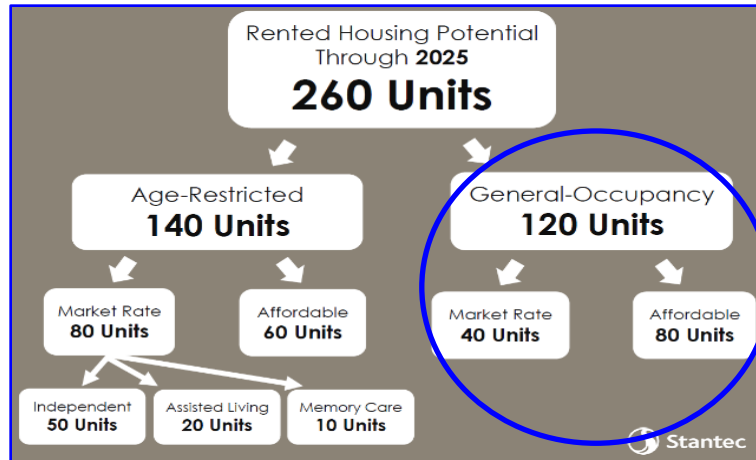 Rented Housing Potential
Through 2025
260 Units
Age-Restricted
140 Units
General-Occupancy
120 Units
Market Rate
80 Units
Affordable
60 Units
Market Rate
40 Units
Affordable
80 Units
Independent
50 Units
Assisted Living
20 Units
Memory Care
10 Units
Stantec